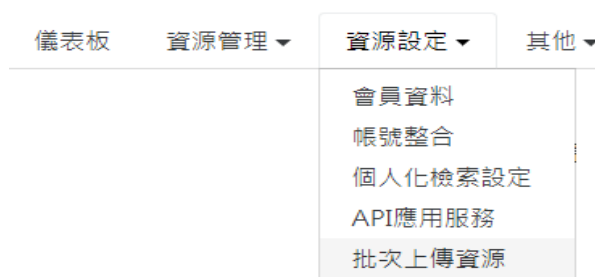 儀表板 資源管理 資源設定 其他
會員資料
帳號整合
個人化檢索設定
API應用服務
批次上傳資源